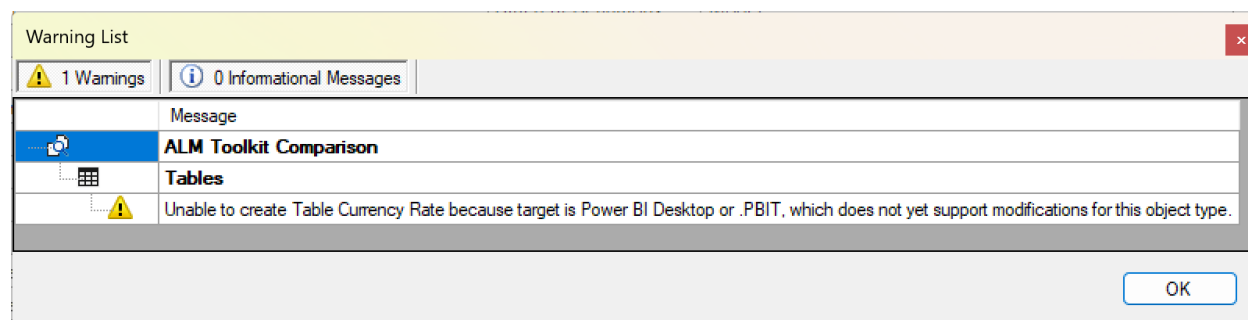 Warning List
1 Warnings
0 Informational Messages
Message
ALM Toolkit Comparison
Tables
Unable to create Table Currency Rate because target is Power BI Desktop or .PBIT, which does not yet support modifications for this object type.
OK